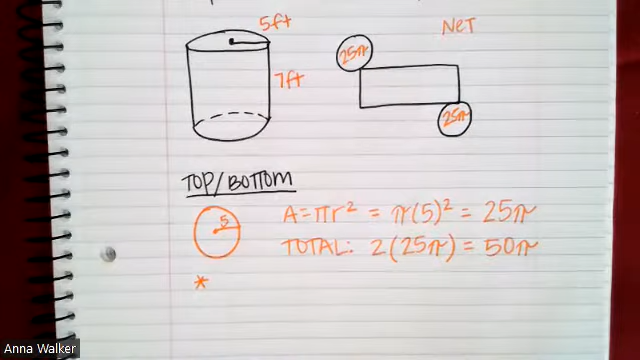 5ft
NET
7ft
25π
25π
TOP/BOTTOM
5
A=πr² = π(5)² = 25π
TOTAL: 2(25π) = 50π
*
Anna Walker